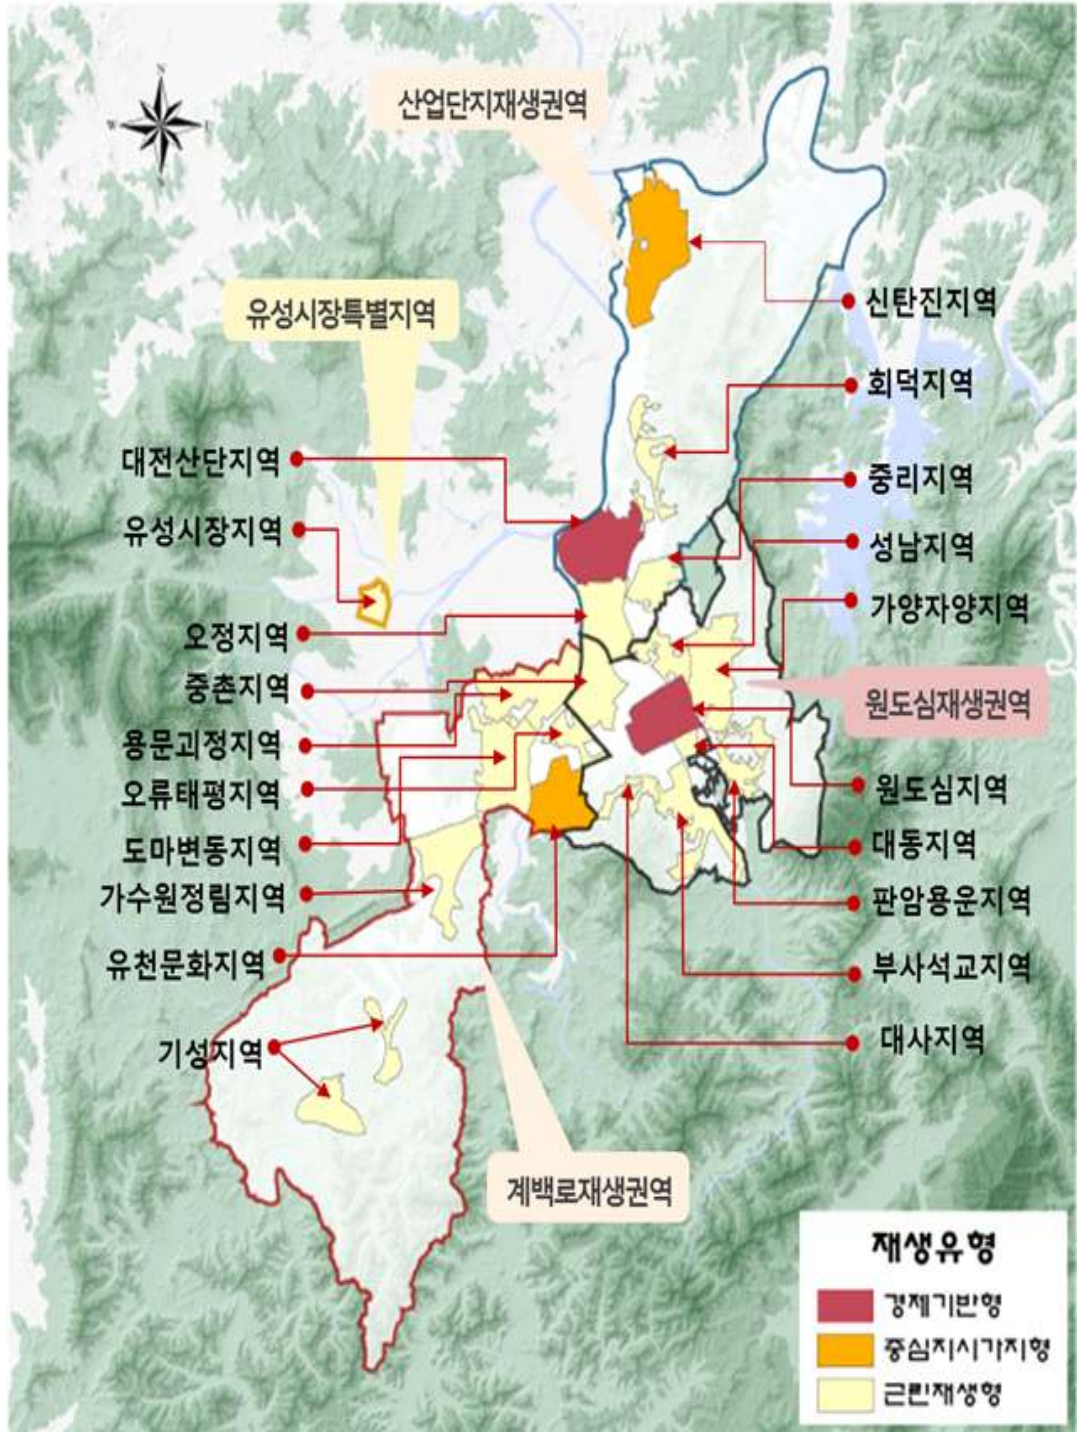 N
W
E
S
산업단지재생권역
유성시장특별지역
신탄진지역
회덕지역
대전산단지역
중리지역
유성시장지역
성남지역
가양자양지역
오정지역
중촌지역
원도심재생권역
용문괴정지역
오류태평지역
원도심지역
도마변동지역
대동지역
가수원정림지역
판암용운지역
유천문화지역
부사석교지역
기성지역
대사지역
계백로재생권역
재생유형
경제기반형
중심지시가지형
근린재생형